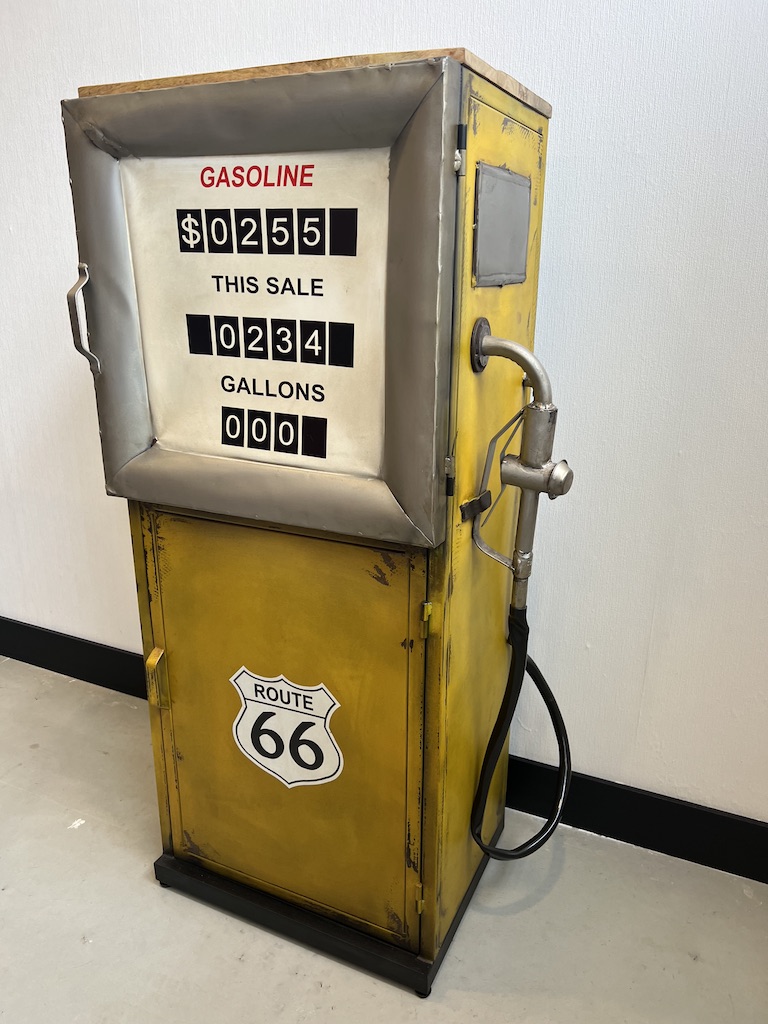 GASOLINE
$0255
THIS SALE
0234
GALLONS
000
ROUTE
66